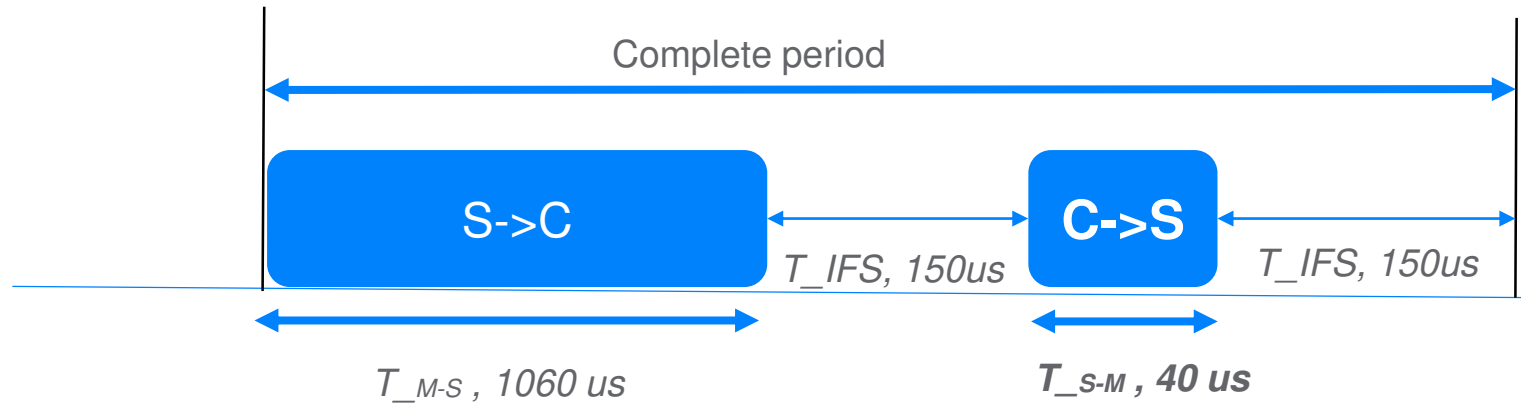 Complete period
S->C
C->S
T_IFS, 150us
T_IFS, 150us
T_M-S , 1060 us
T_S-M , 40 us